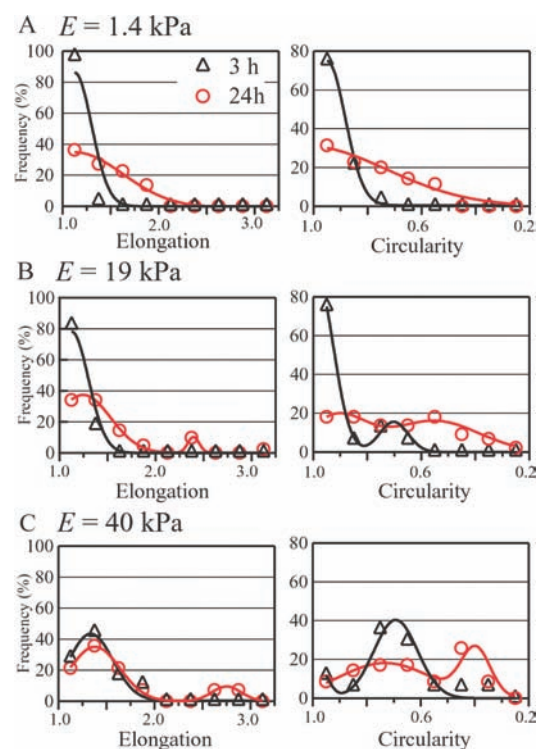 A E = 1.4 kPa
Frequency (%)
100
80
60
40
20
0
1.0 2.0 3.0
Elongation
3 h
24h
80
60
40
20
0
1.0 0.6 0.2
Circularity
B E = 19 kPa
Frequency (%)
100
80
60
40
20
0
1.0 2.0 3.0
Elongation
80
60
40
20
0
1.0 0.6 0.2
Circularity
C E = 40 kPa
Frequency (%)
100
80
60
40
20
0
1.0 2.0 3.0
Elongation
80
60
40
20
0
1.0 0.6 0.2
Circularity